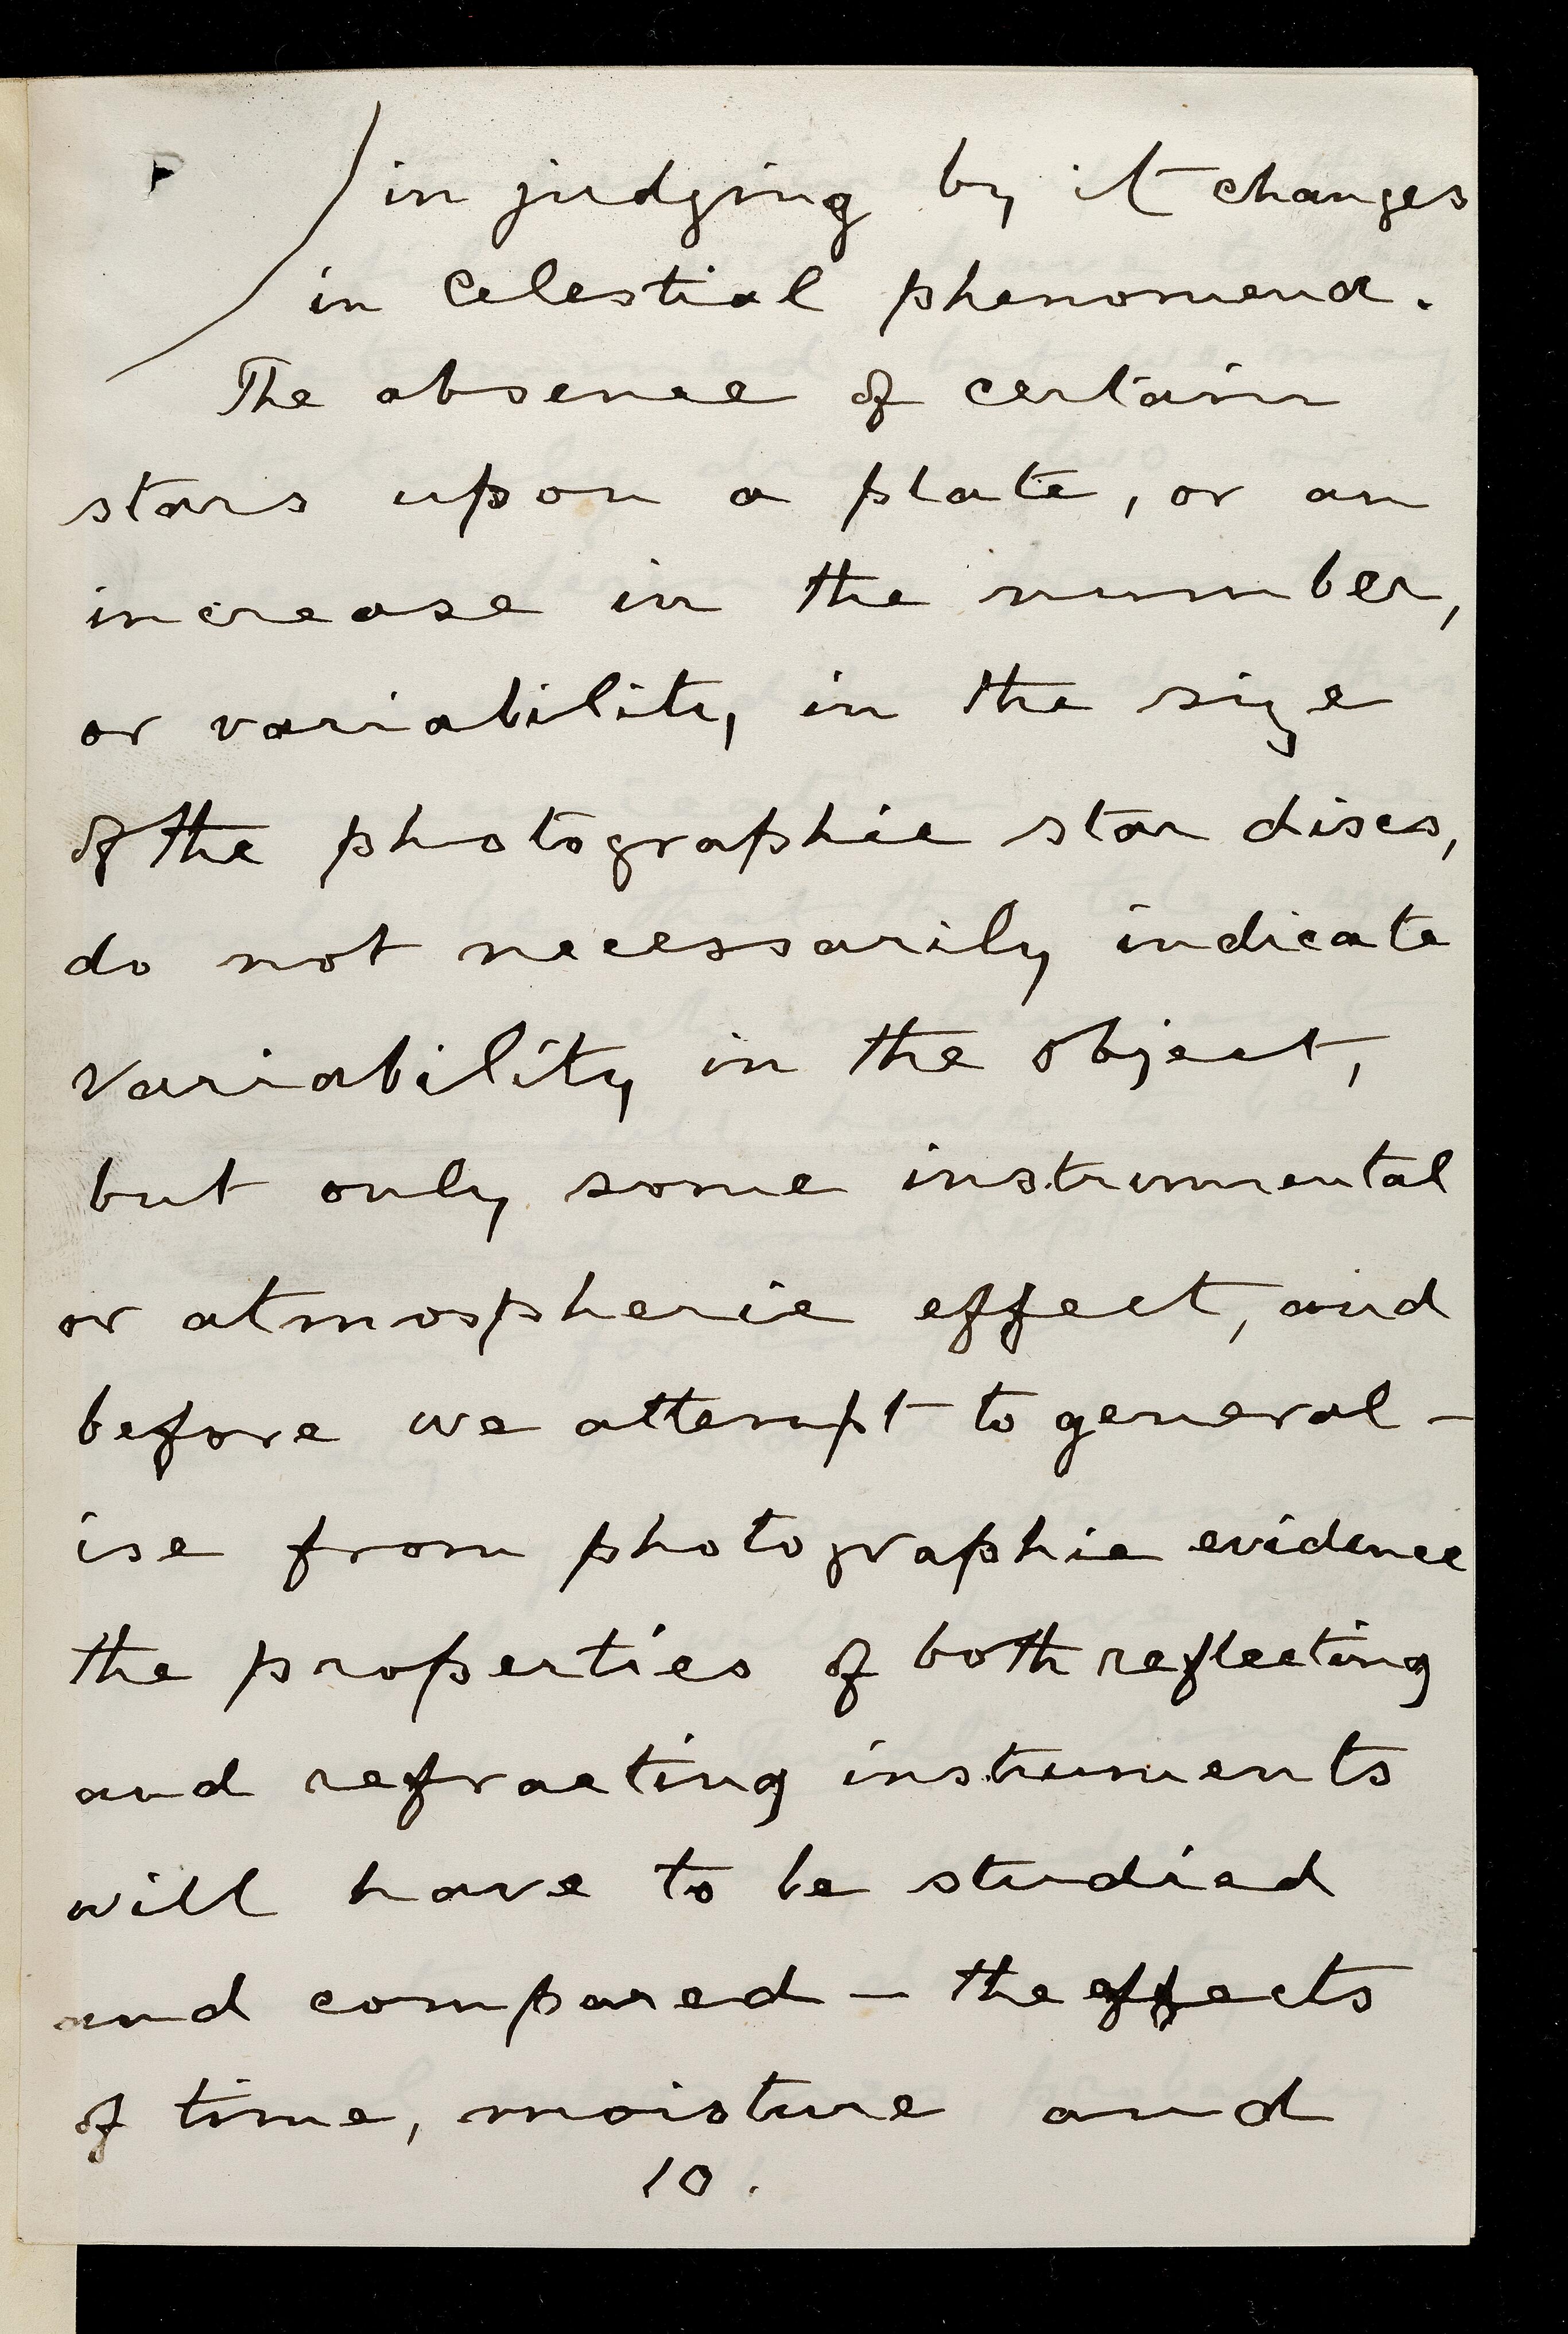 in judging by it changes
in celestial phenomena.
The absence of certain
stars upon a plate, or an
increase in the number,
or variability in the size
of the photographic star discs,
do not necessarily indicate
variability in the object,
but only some instrumental
or atmospheric effect, and
before we attempt to general-
ise from photographic evidence
the properties of both reflecting
and refracting instruments
will have to be studied
and compared — the effects
of time, moisture and
10.